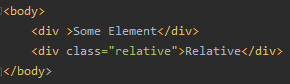 <body>
<div >Some Element</div>
<div class="relative">Relative</div>
</body>